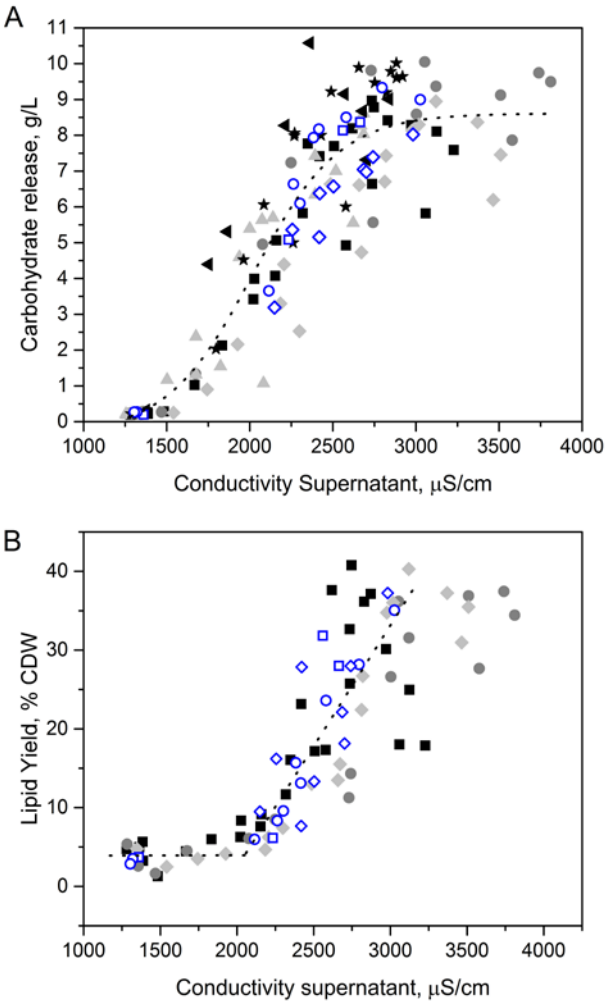 A
11
10
9
8
7
6
5
4
3
2
1
0
Carbohydrate release, g/L
1000 1500 2000 2500 3000 3500 4000
Conductivity Supernatant, μS/cm
B
40
30
20
10
0
Lipid Yield, % CDW
1000 1500 2000 2500 3000 3500 4000
Conductivity supernatant, μS/cm